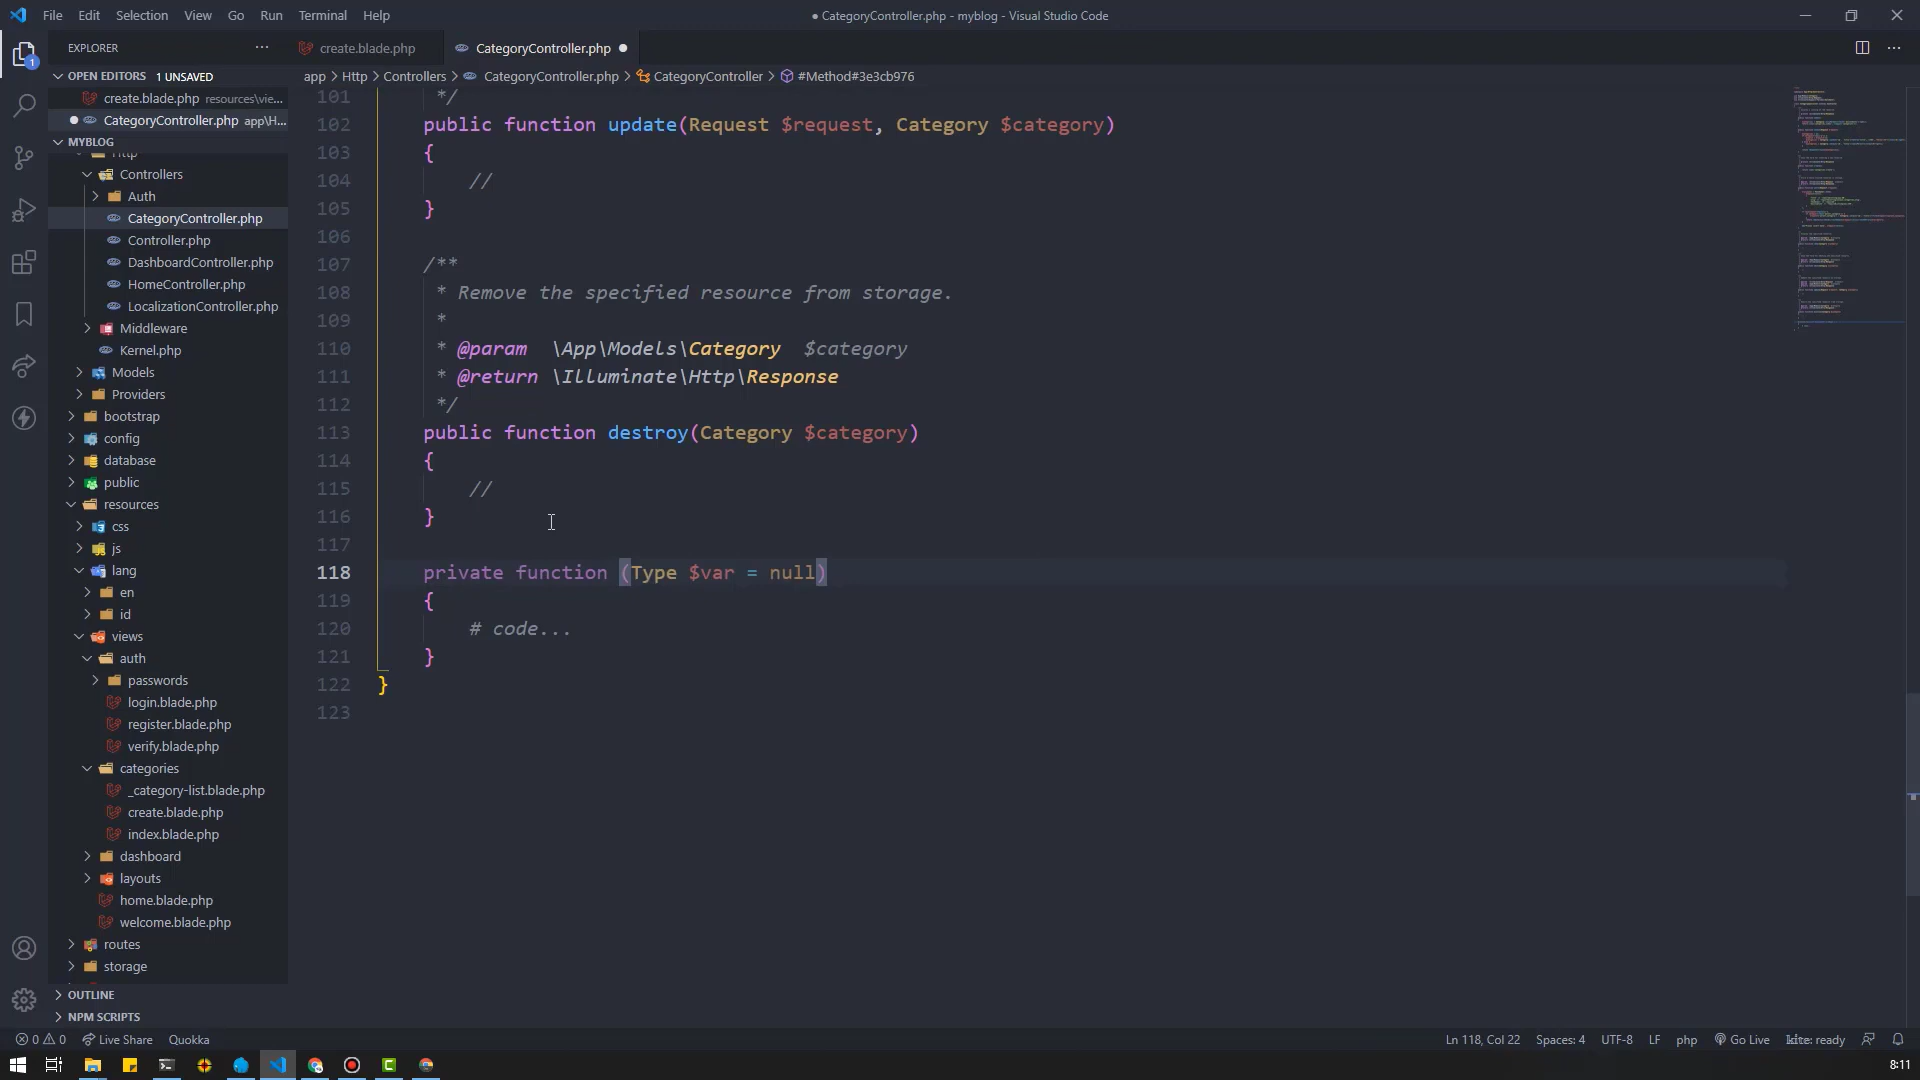 File Edit Selection View Go Run Terminal Help
● CategoryController.php - myblog - Visual Studio Code
EXPLORER ...
create.blade.php
CategoryController.php ●
OPEN EDITORS 1 UNSAVED
create.blade.php resources\vie...
CategoryController.php app\H...
MYBLOG
Http
Controllers
Auth
CategoryController.php
Controller.php
DashboardController.php
HomeController.php
LocalizationController.php
Middleware
Kernel.php
Models
Providers
bootstrap
config
database
public
resources
css
js
lang
en
id
views
auth
passwords
login.blade.php
register.blade.php
verify.blade.php
categories
_category-list.blade.php
create.blade.php
index.blade.php
dashboard
layouts
home.blade.php
welcome.blade.php
routes
storage
OUTLINE
NPM SCRIPTS
1
app > Http > Controllers > CategoryController.php > CategoryController > #Method#3e3cb976
101 */
102 public function update(Request $request, Category $category)
103 {
104 //
105 }
106
107 /**
108 * Remove the specified resource from storage.
109 *
110 * @param \App\Models\Category $category
111 * @return \Illuminate\Http\Response
112 */
113 public function destroy(Category $category)
114 {
115 //
116 }
117
118 private function (Type $var = null)
119 {
120 # code...
121 }
122 }
123
0 0 Live Share Quokka
Ln 118, Col 22 Spaces: 4 UTF-8 LF php Go Live kite: ready
8:11